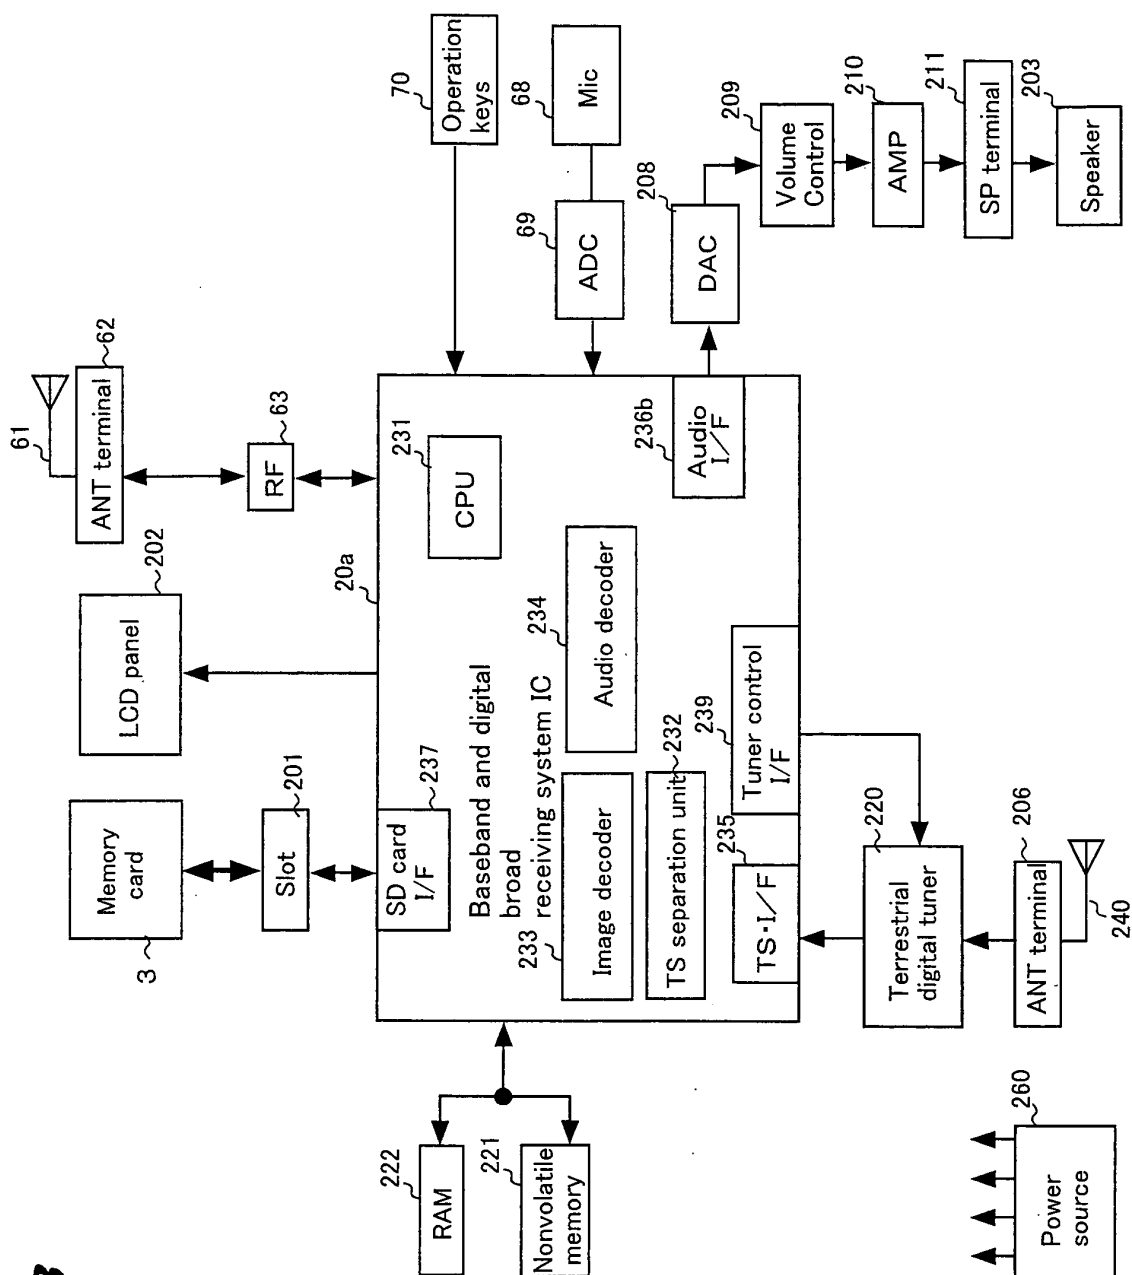 Memory
card
3
Slot
201
LCD panel
202
61
ANT terminal
62
RF
63
20a
Operation
keys
70
Mic
68
ADC
69
SD card
I/F
237
Baseband and digital
broad
receiving system IC
CPU
231
Image decoder
233
Audio decoder
234
TS separation unit
232
TS・I/F
235
Tuner control
I/F
239
Audio
I/F
236b
DAC
208
Volume
Control
209
AMP
210
SP terminal
211
Speaker
203
RAM
222
Nonvolatile
memory
221
Terrestrial
digital tuner
220
ANT terminal
206
240
Power
source
260